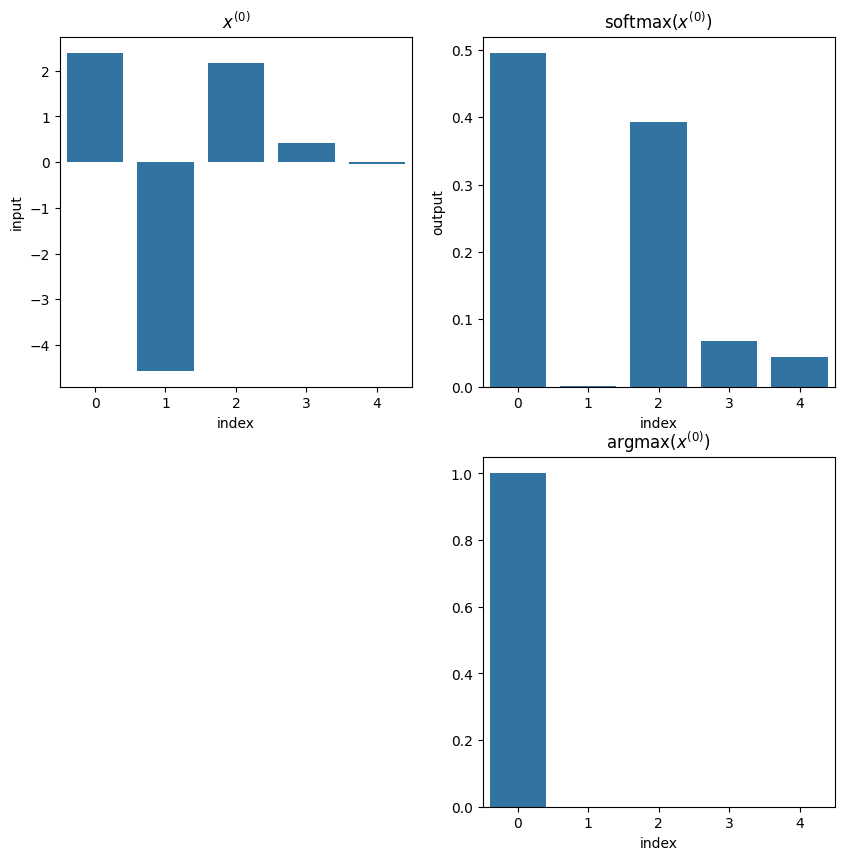 x^(0)
input
2
1
0
−1
−2
−3
−4
0 1 2 3 4
index
softmax(x^(0))
output
0.5
0.4
0.3
0.2
0.1
0.0
0 1 2 3 4
index
argmax(x^(0))
1.0
0.8
0.6
0.4
0.2
0.0
0 1 2 3 4
index